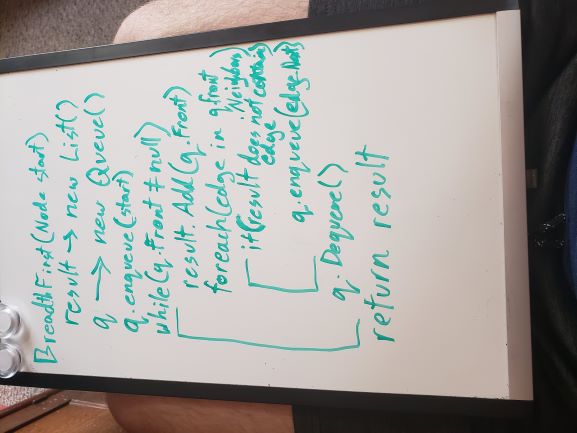 BreadthFirst(Node start)
result → new List()
q → new Queue()
q.enqueue(start)
while(q.front ≠ null)
result.Add(q.front)
foreach(edge in q.front
.Neighbors)
if(result does not contain
edge
q.enqueue(edge.Node)
q.Dequeue()
return result